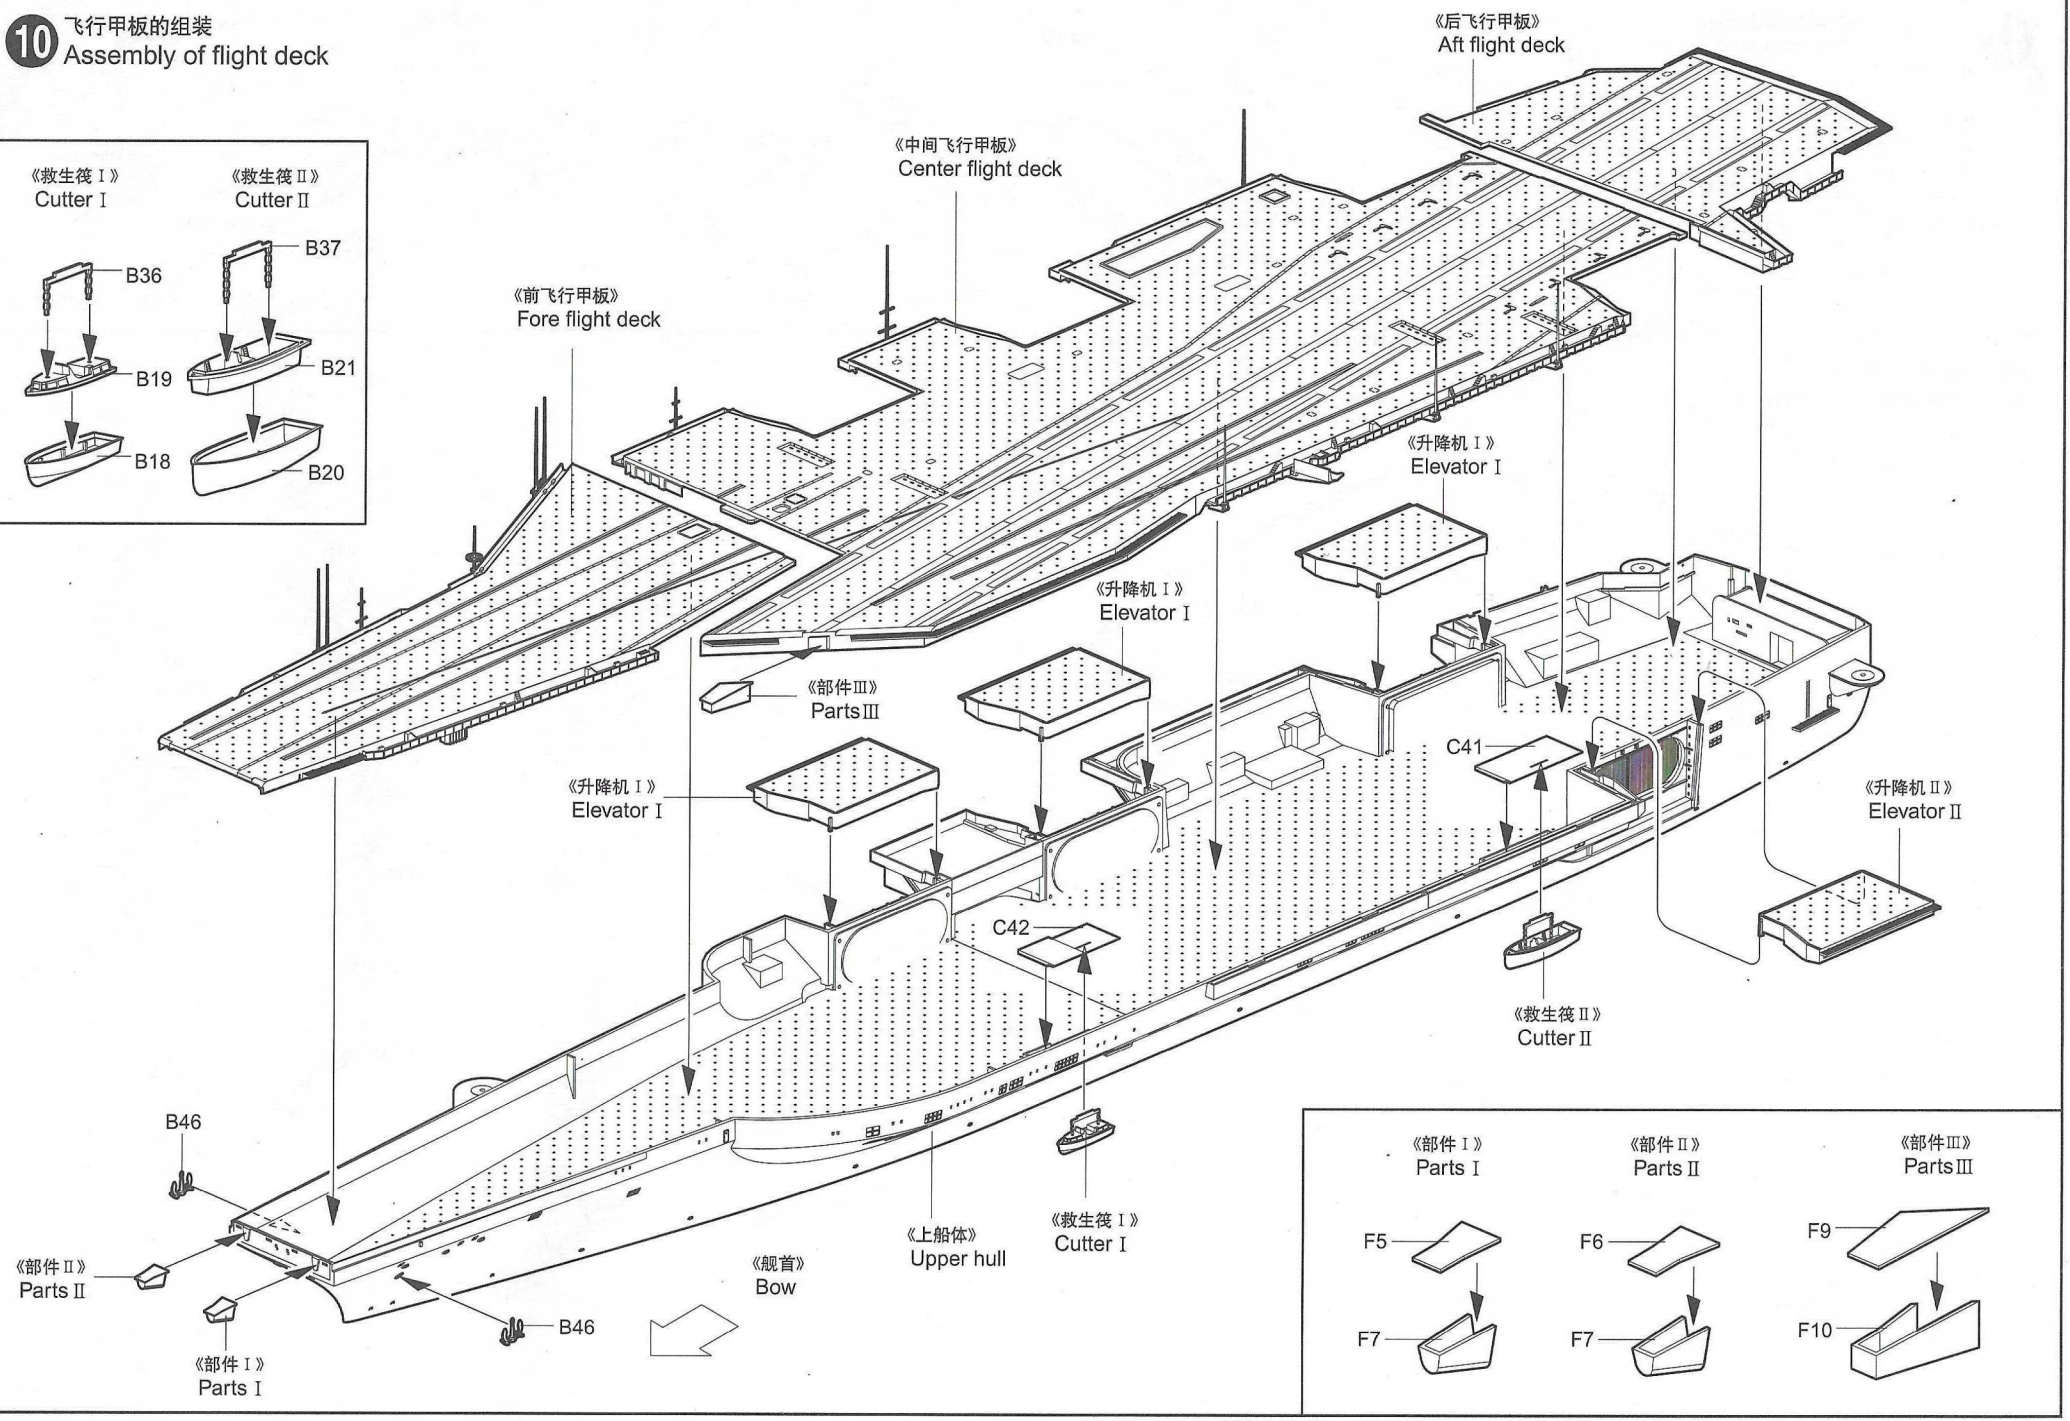 10 飞行甲板的组装
Assembly of flight deck
《救生筏Ⅰ》
Cutter Ⅰ
《救生筏Ⅱ》
Cutter Ⅱ
B36
B37
B19
B21
B18
B20
《前飞行甲板》
Fore flight deck
《中间飞行甲板》
Center flight deck
《后飞行甲板》
Aft flight deck
《升降机Ⅰ》
Elevator Ⅰ
《升降机Ⅰ》
Elevator Ⅰ
《部件Ⅲ》
Parts Ⅲ
《升降机Ⅰ》
Elevator Ⅰ
C41
《升降机Ⅱ》
Elevator Ⅱ
C42
《救生筏Ⅱ》
Cutter Ⅱ
B46
《部件Ⅱ》
Parts Ⅱ
《部件Ⅰ》
Parts Ⅰ
B46
《舰首》
Bow
《上船体》
Upper hull
《救生筏Ⅰ》
Cutter Ⅰ
《部件Ⅰ》
Parts Ⅰ
《部件Ⅱ》
Parts Ⅱ
《部件Ⅲ》
Parts Ⅲ
F5
F6
F9
F7
F7
F10